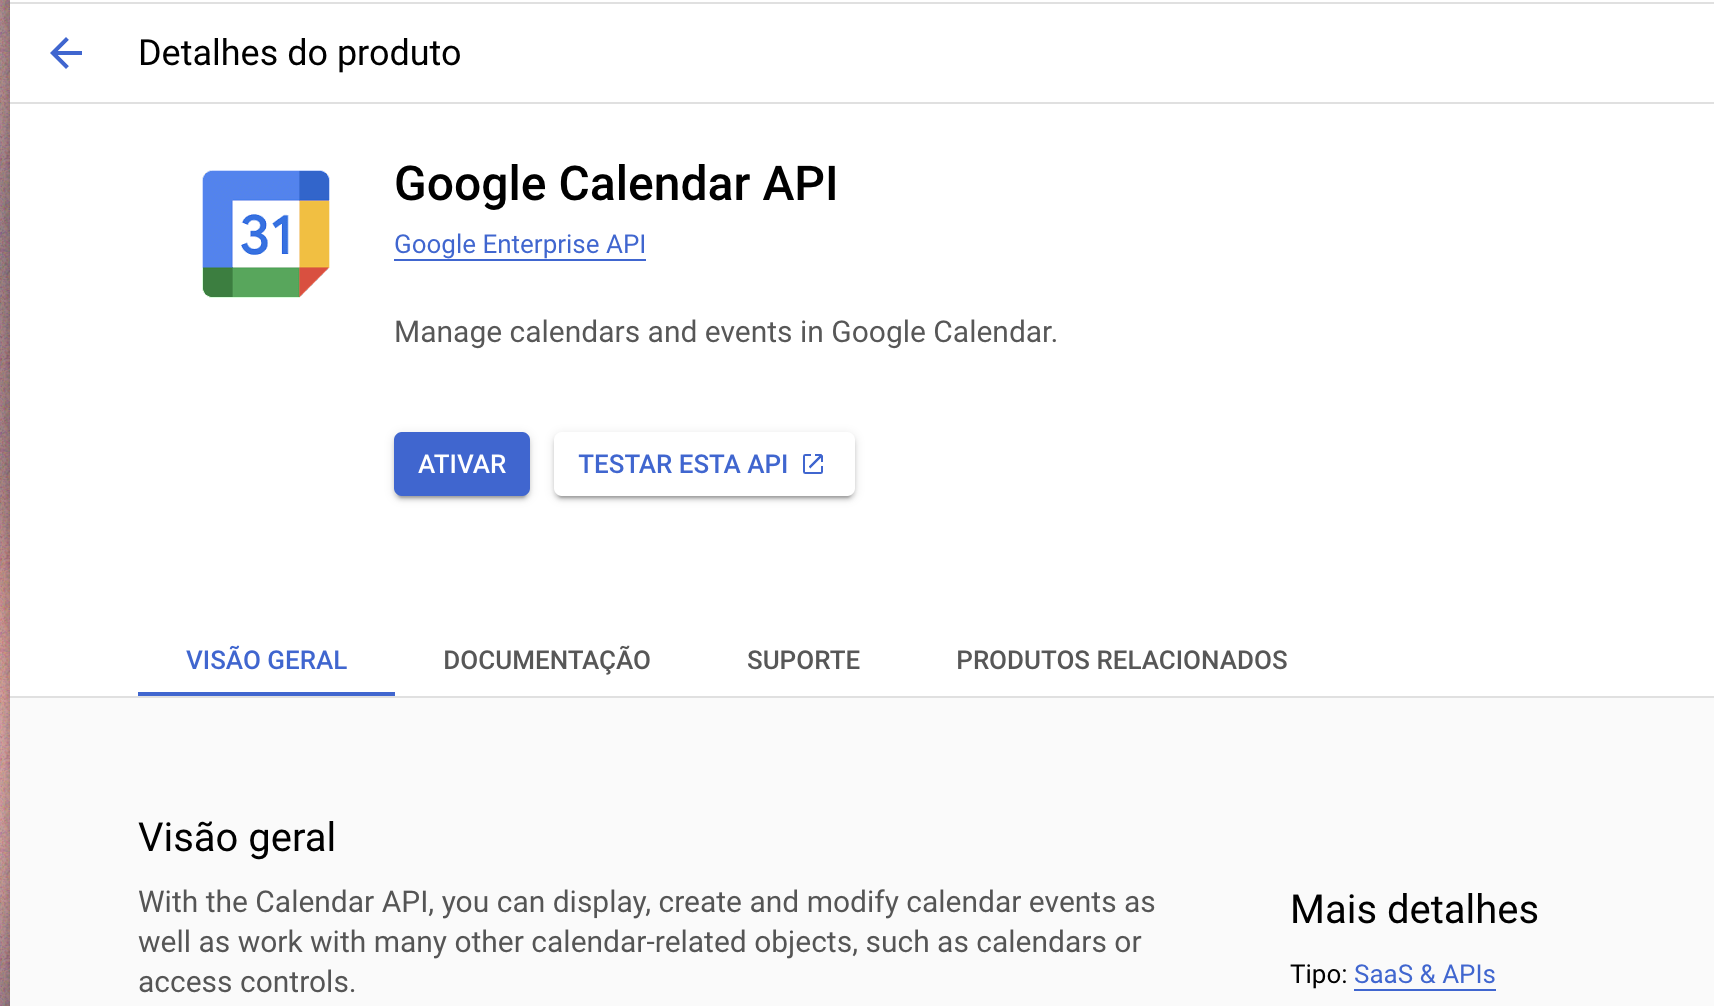 Detalhes do produto
31
Google Calendar API
Google Enterprise API
Manage calendars and events in Google Calendar.
ATIVAR
TESTAR ESTA API
VISÃO GERAL
DOCUMENTAÇÃO
SUPORTE
PRODUTOS RELACIONADOS
Visão geral
With the Calendar API, you can display, create and modify calendar events as
well as work with many other calendar-related objects, such as calendars or
access controls.
Mais detalhes
Tipo: SaaS & APIs